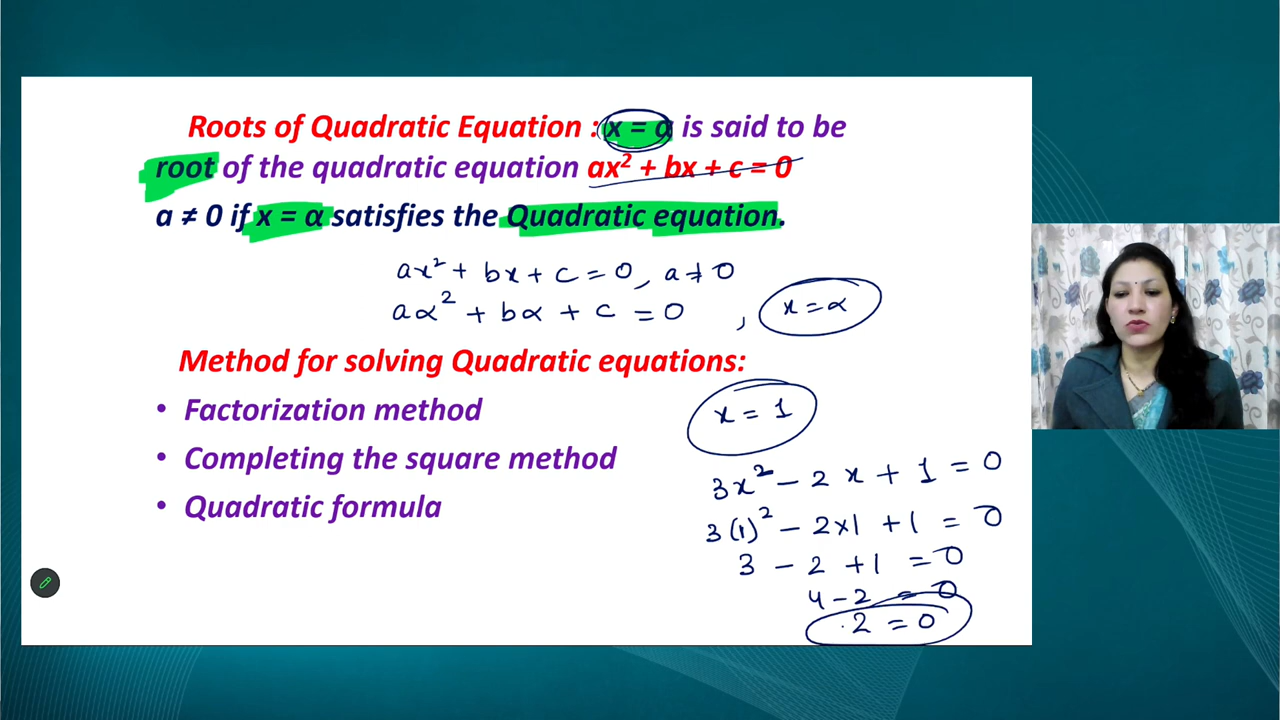 Roots of Quadratic Equation : x = α is said to be
root of the quadratic equation ax² + bx + c = 0
a ≠ 0 if x = α satisfies the Quadratic equation.
ax² + bx + c = 0, a ≠ 0
aα² + bα + c = 0 , x = α
Method for solving Quadratic equations:
• Factorization method
• Completing the square method
• Quadratic formula
x = 1
3x² − 2x + 1 = 0
3(1)² − 2×1 + 1 = 0
3 − 2 + 1 = 0
4 − 2 = 0
2 = 0